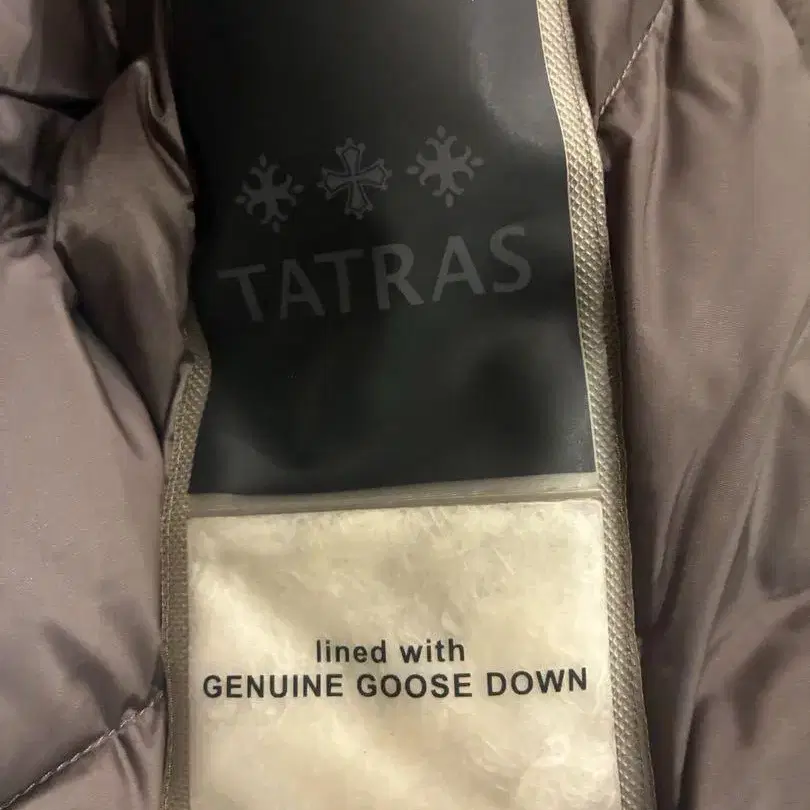 TATRAS
lined with
GENUINE GOOSE DOWN